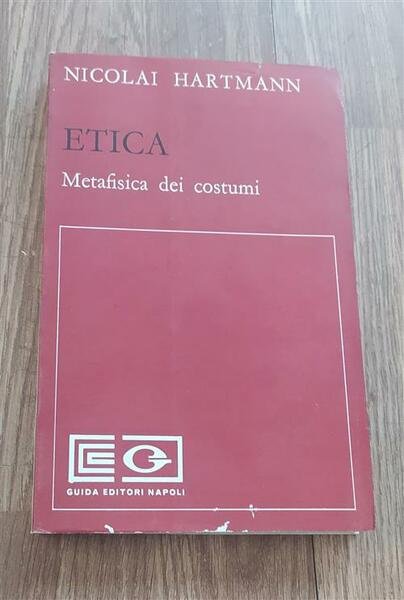 NICOLAI HARTMANN
ETICA
Metafisica dei costumi
GUIDA EDITORI NAPOLI